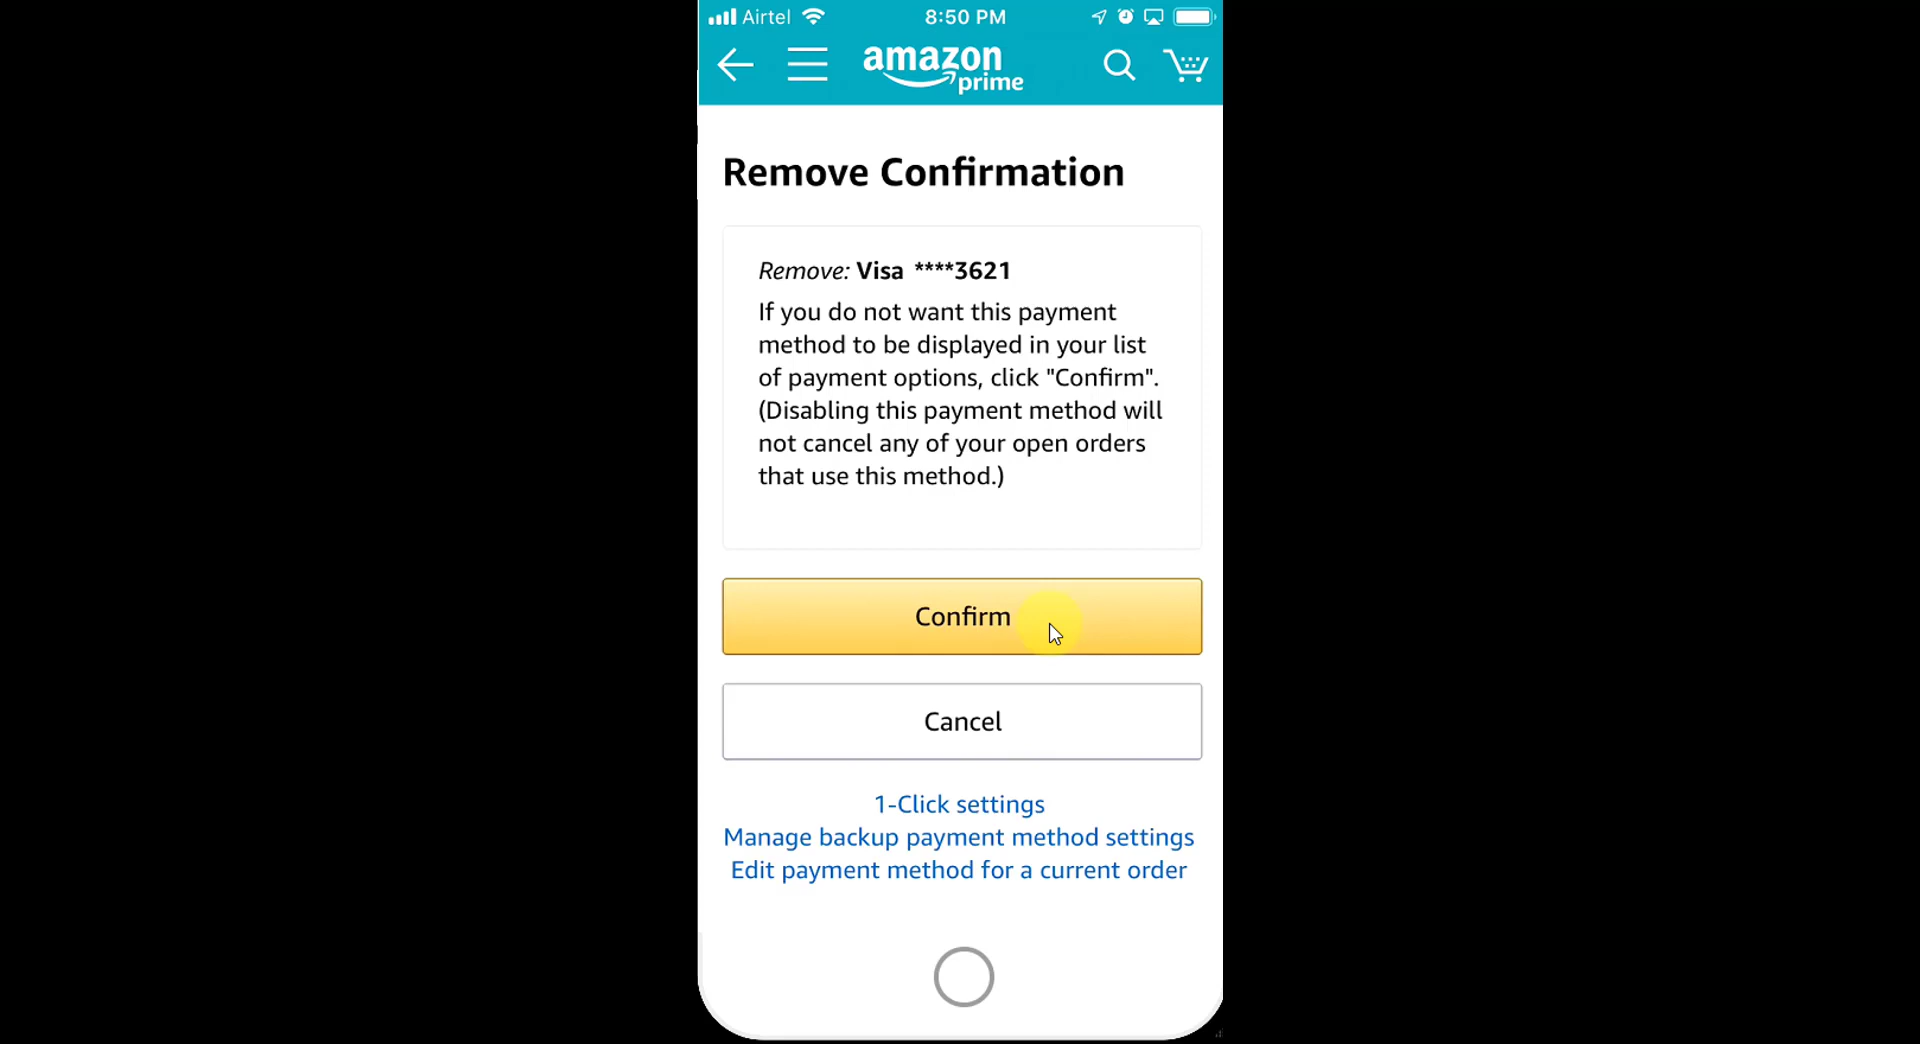 Airtel 8:50 PM
amazon
prime
Remove Confirmation
Remove: Visa ****3621
If you do not want this payment
method to be displayed in your list
of payment options, click "Confirm".
(Disabling this payment method will
not cancel any of your open orders
that use this method.)
Confirm
Cancel
1-Click settings
Manage backup payment method settings
Edit payment method for a current order